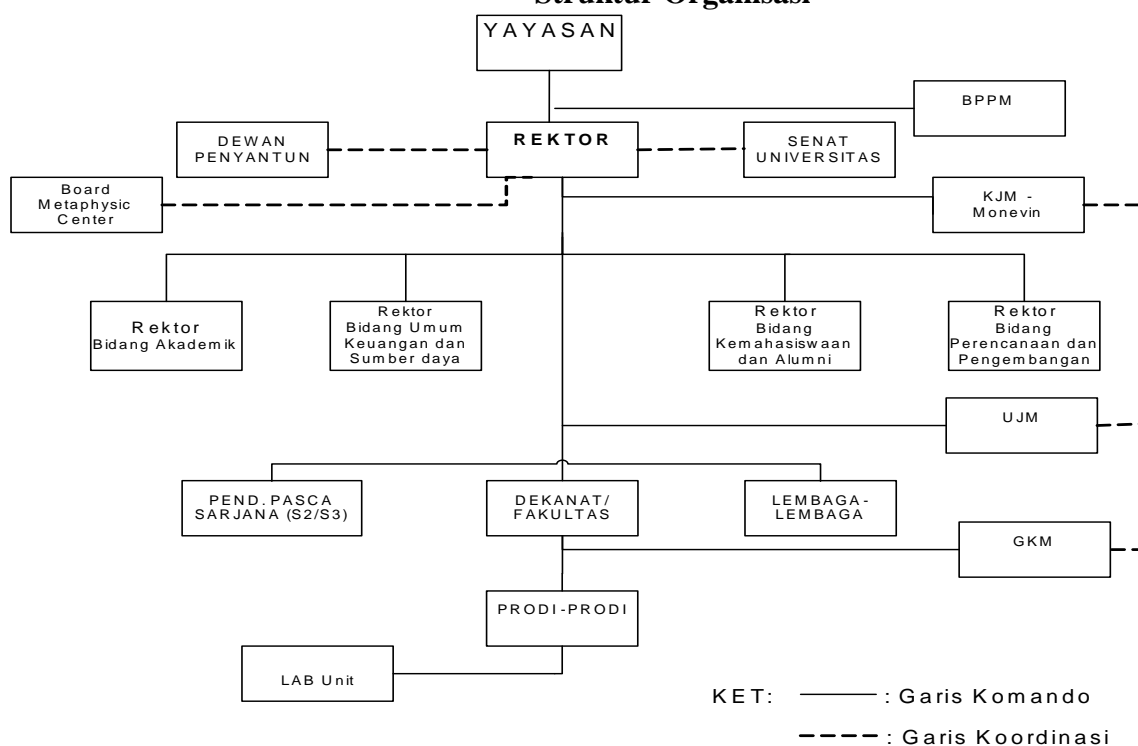 Struktur Organisasi
YAYASAN
BPPM
DEWAN
PENYANTUN
REKTOR
SENAT
UNIVERSITAS
Board
Metaphysic
Center
KJM -
Monevin
Rektor
Bidang Akademik
Rektor
Bidang Umum
Keuangan dan
Sumber daya
Rektor
Bidang
Kemahasiswaan
dan Alumni
Rektor
Bidang
Perencanaan dan
Pengembangan
UJM
PEND. PASCA
SARJANA (S2/S3)
DEKANAT/
FAKULTAS
LEMBAGA-
LEMBAGA
GKM
PRODI-PRODI
LAB Unit
KET: : Garis Komando
: Garis Koordinasi